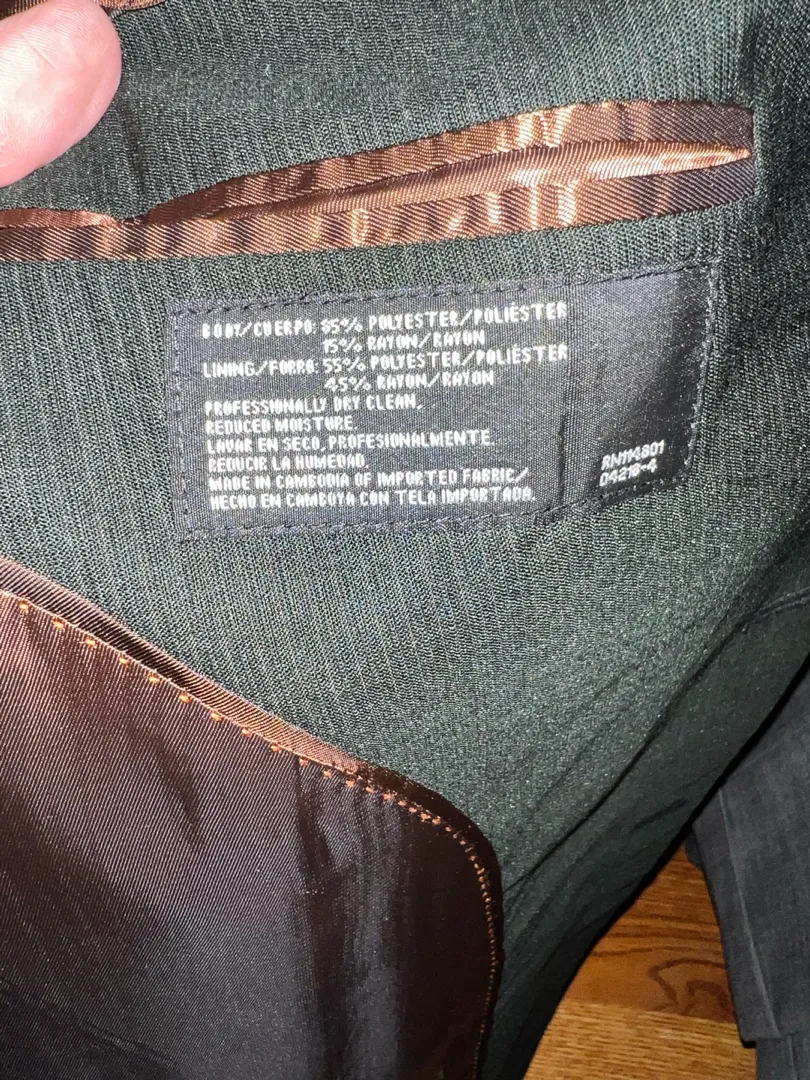 BODY/CUERPO: 85% POLYESTER/POLIÉSTER
15% RAYON/RAYON
LINING/FORRO: 55% POLYESTER/POLIÉSTER
45% RAYON/RAYON
PROFESSIONALLY DRY CLEAN,
REDUCED MOISTURE.
LAVAR EN SECO, PROFESIONALMENTE.
REDUCIR LA HUMEDAD.
MADE IN CAMBODIA OF IMPORTED FABRIC/
HECHO EN CAMBOYA CON TELA IMPORTADA.
RN114801
04218-4